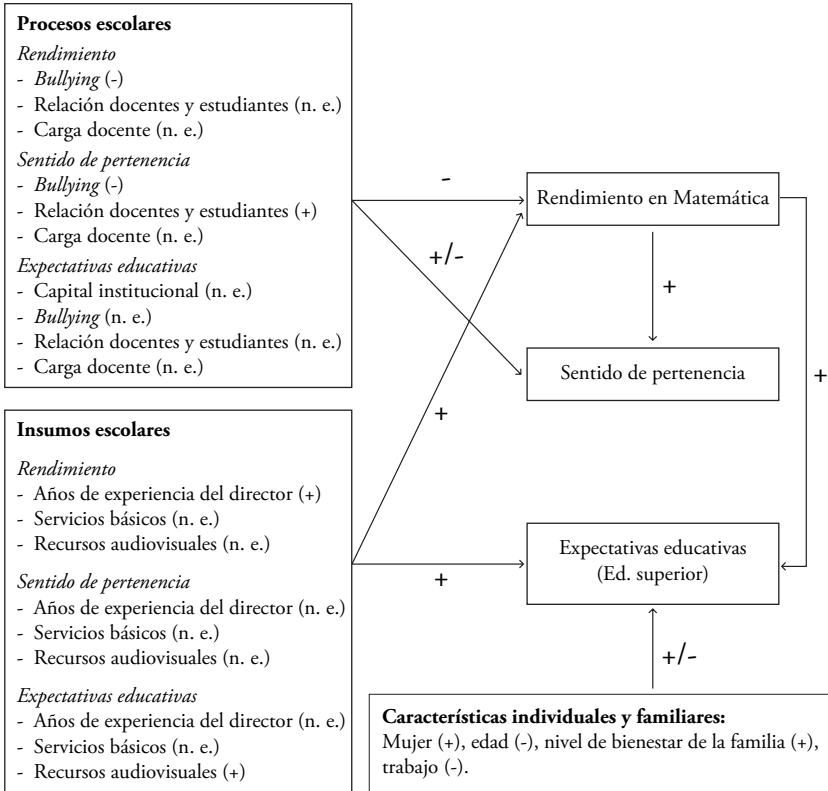 Procesos escolares
Rendimiento
- Bullying (-)
- Relación docentes y estudiantes (n. e.)
- Carga docente (n. e.)
Sentido de pertenencia
- Bullying (-)
- Relación docentes y estudiantes (+)
- Carga docente (n. e.)
Expectativas educativas
- Capital institucional (n. e.)
- Bullying (n. e.)
- Relación docentes y estudiantes (n. e.)
- Carga docente (n. e.)
-
+/-
Rendimiento en Matemática
+
Sentido de pertenencia
+
Insumos escolares
Rendimiento
- Años de experiencia del director (+)
- Servicios básicos (n. e.)
- Recursos audiovisuales (n. e.)
Sentido de pertenencia
- Años de experiencia del director (n. e.)
- Servicios básicos (n. e.)
- Recursos audiovisuales (n. e.)
Expectativas educativas
- Años de experiencia del director (n. e.)
- Servicios básicos (n. e.)
- Recursos audiovisuales (+)
+
+
Expectativas educativas
(Ed. superior)
+/-
Características individuales y familiares:
Mujer (+), edad (-), nivel de bienestar de la familia (+),
trabajo (-).